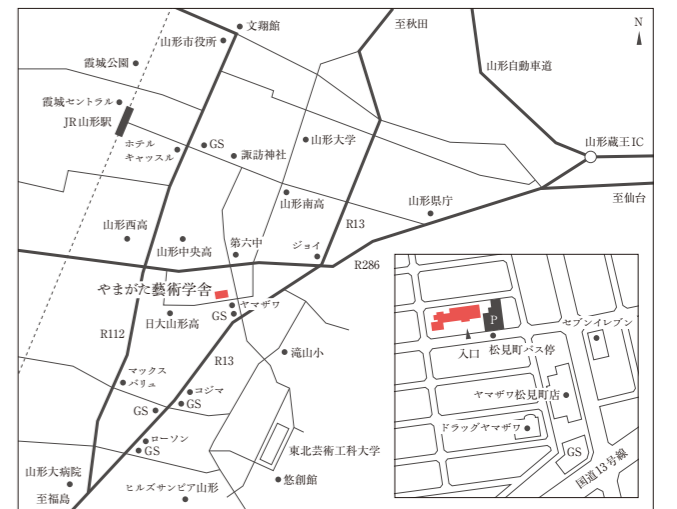 文翔館
至秋田
N
山形市役所
霞城公園
山形自動車道
霞城セントラル
JR山形駅
山形蔵王IC
ホテル
キャッスル
GS
諏訪神社
山形大学
至仙台
山形南高
山形県庁
R13
山形西高
山形中央高
第六中
ジョイ
R286
やまがた藝術学舎
ヤマザワ
GS
日大山形高
R112
R13
滝山小
マックス
バリュ
コジマ
GS
GS
ローソン
GS
東北芸術工科大学
山形大病院
悠創館
至福島
ヒルズサンピア山形
P
セブンイレブン
入口
松見町バス停
ヤマザワ松見町店
ドラッグヤマザワ
GS
国道13号線